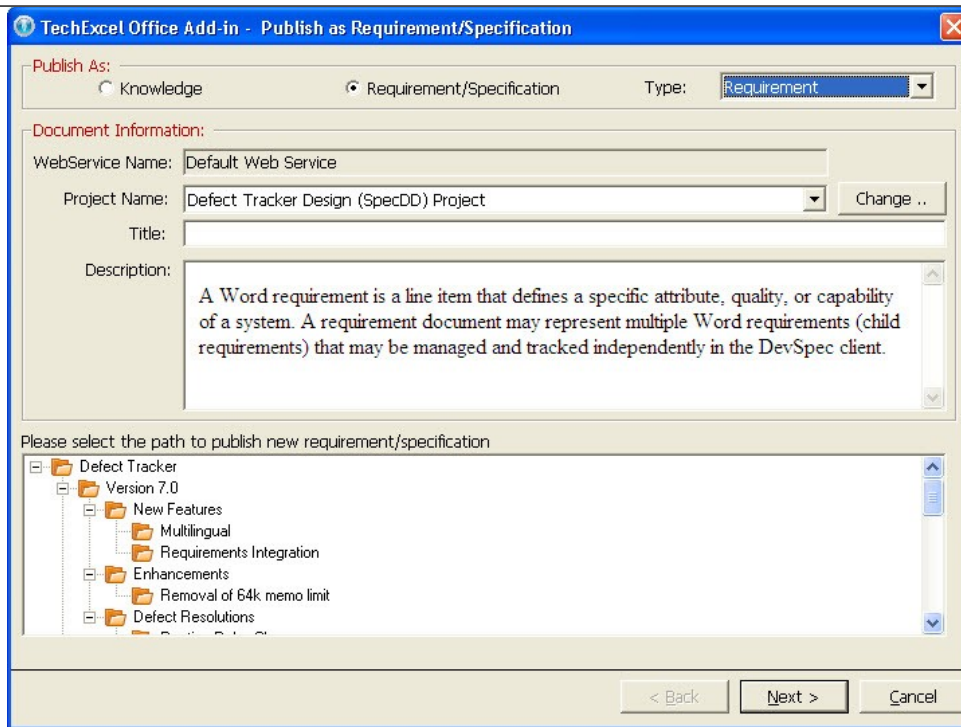 TechExcel Office Add-in - Publish as Requirement/Specification
Publish As:
Knowledge Requirement/Specification Type: Requirement
Document Information:
WebService Name: Default Web Service
Project Name: Defect Tracker Design (SpecDD) Project Change ..
Title:
Description:
A Word requirement is a line item that defines a specific attribute, quality, or capability
of a system. A requirement document may represent multiple Word requirements (child
requirements) that may be managed and tracked independently in the DevSpec client.
Please select the path to publish new requirement/specification
Defect Tracker
Version 7.0
New Features
Multilingual
Requirements Integration
Enhancements
Removal of 64k memo limit
Defect Resolutions
< Back Next > Cancel